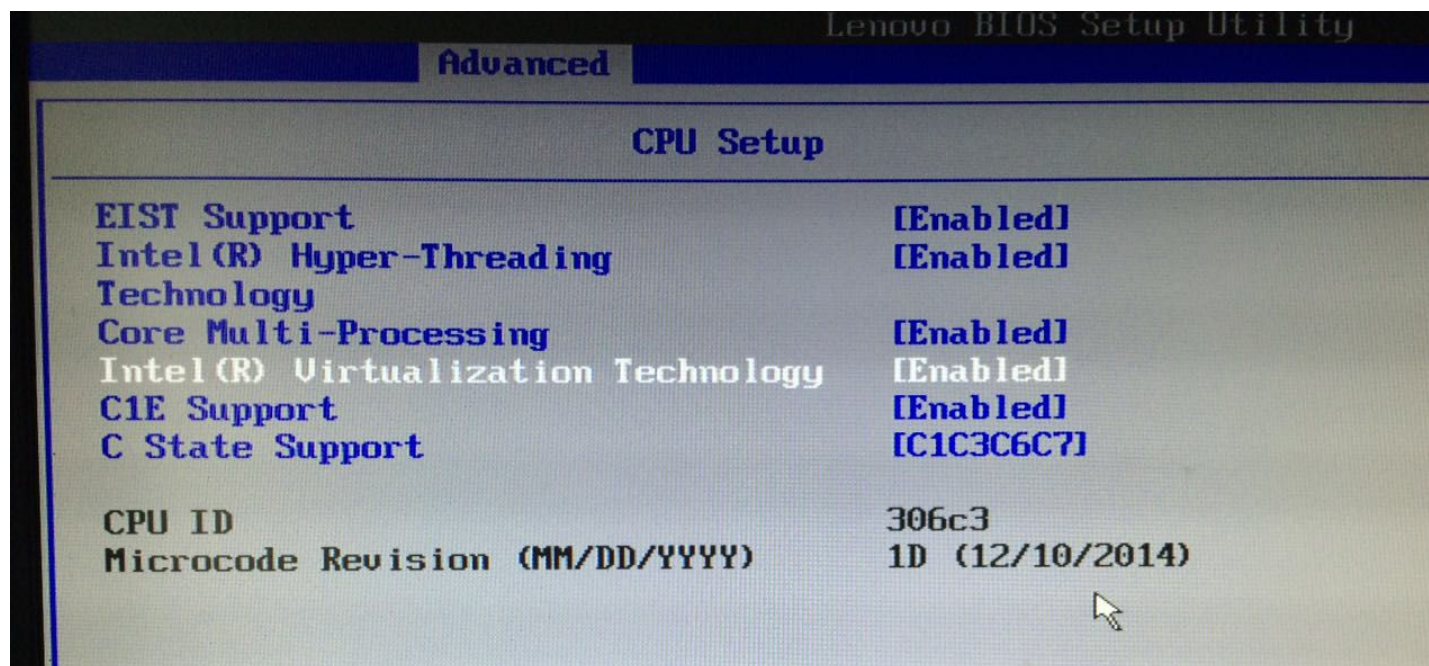 Lenovo BIOS Setup Utility
Advanced
CPU Setup
EIST Support [Enabled]
Intel(R) Hyper-Threading [Enabled]
Technology
Core Multi-Processing [Enabled]
Intel(R) Virtualization Technology [Enabled]
C1E Support [Enabled]
C State Support [C1C3C6C7]
CPU ID 306c3
Microcode Revision (MM/DD/YYYY) 1D (12/10/2014)